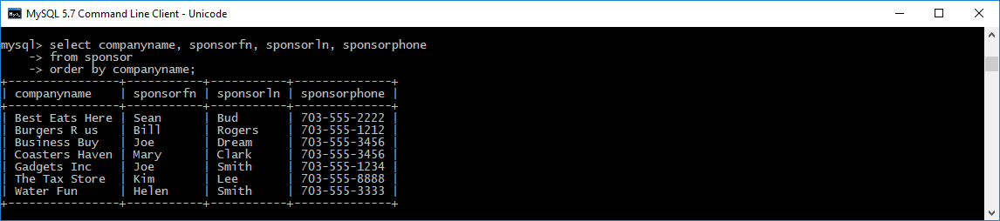 MySQL 5.7 Command Line Client - Unicode
mysql> select companyname, sponsorfn, sponsorln, sponsorphone
    -> from sponsor
    -> order by companyname;
+-----------------+-----------+-----------+--------------+
| companyname     | sponsorfn | sponsorln | sponsorphone |
+-----------------+-----------+-----------+--------------+
| Best Eats Here  | Sean      | Bud       | 703-555-2222 |
| Burgers R us    | Bill      | Rogers    | 703-555-1212 |
| Business Buy    | Joe       | Dream     | 703-555-3456 |
| Coasters Haven  | Mary      | Clark     | 703-555-3456 |
| Gadgets Inc     | Joe       | Smith     | 703-555-1234 |
| The Tax Store   | Kim       | Lee       | 703-555-8888 |
| Water Fun       | Helen     | Smith     | 703-555-3333 |
+-----------------+-----------+-----------+--------------+